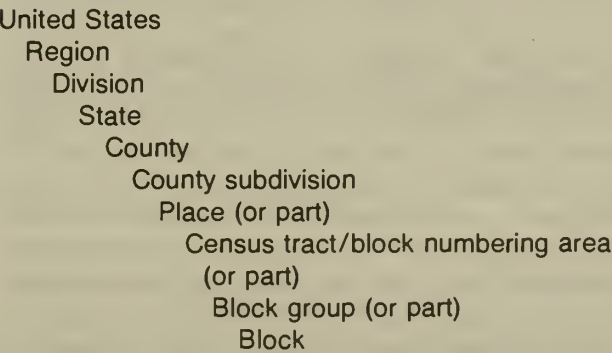 United States
Region
Division
State
County
County subdivision
Place (or part)
Census tract/block numbering area
(or part)
Block group (or part)
Block